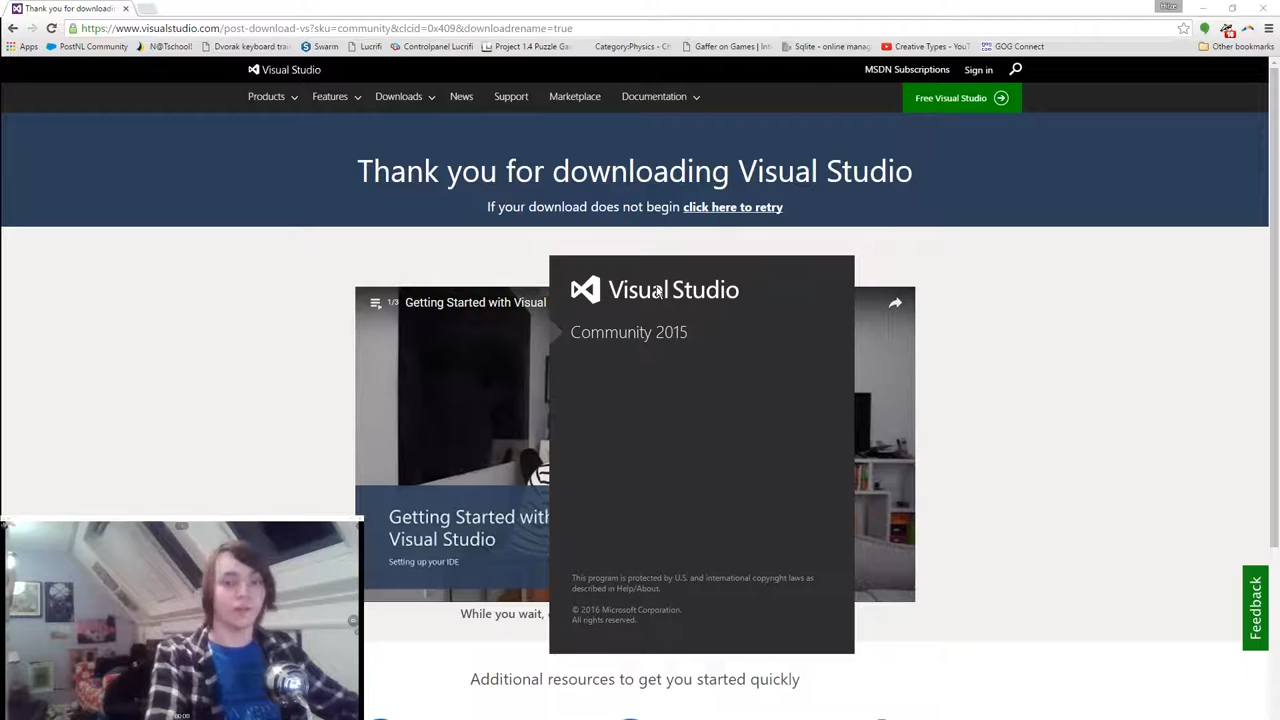 Thank you for downloadin
https://www.visualstudio.com/post-download-vs?sku=community&clcid=0x409&downloadrename=true
Apps
PostNL Community
N@Tschool!
Dvorak keyboard train
Swarm
Lucrifi
Controlpanel Lucrifi
Project 1.4 Puzzle Gam
Category:Physics - Ch
Gaffer on Games | In
Sqlite - online manag
Creative Types - YouT
GOG Connect
Other bookmarks
Visual Studio
MSDN Subscriptions
Sign in
Products
Features
Downloads
News
Support
Marketplace
Documentation
Free Visual Studio
Thank you for downloading Visual Studio
If your download does not begin click here to retry
1/3 Getting Started with Visual
Visual Studio
Community 2015
Getting Started with
Visual Studio
Setting up your IDE
This program is protected by U.S. and international copyright laws as
described in Help/About.
© 2016 Microsoft Corporation.
All rights reserved.
While you wait,
Feedback
Additional resources to get you started quickly